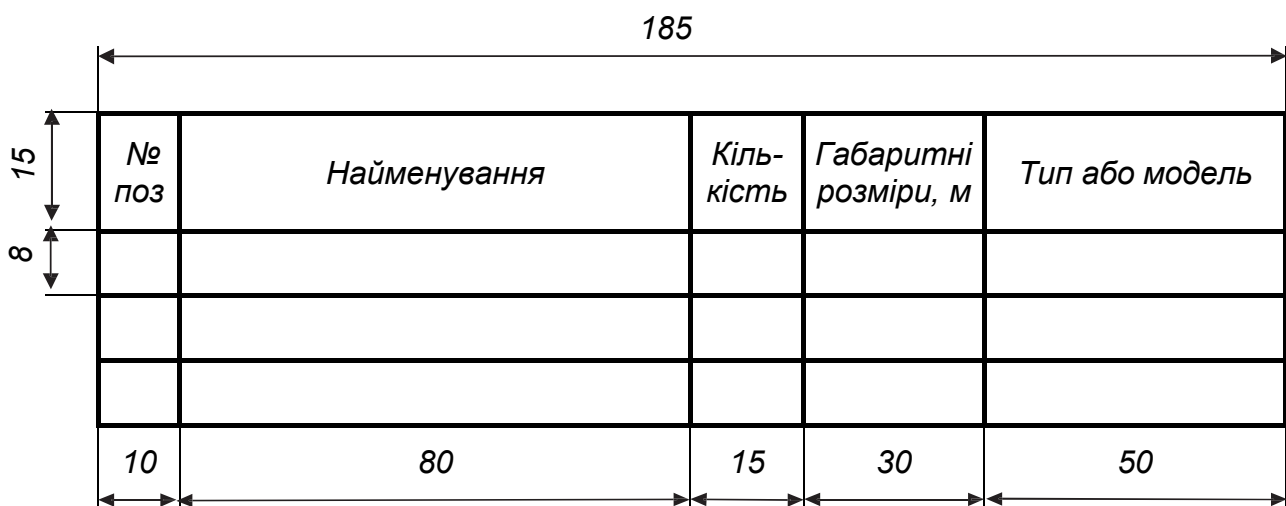 185
15
№
поз
Найменування
Кіль-
кість
Габаритні
розміри, м
Тип або модель
8
10
80
15
30
50